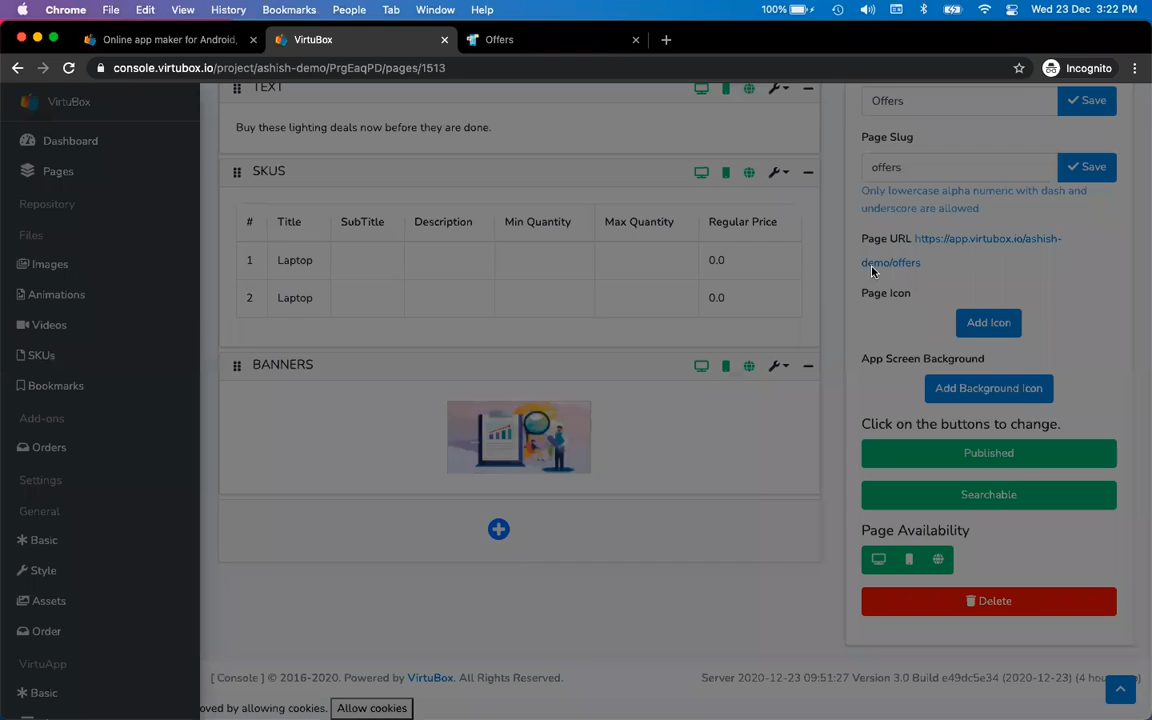 Chrome File Edit View History Bookmarks People Tab Window Help 100% Wed 23 Dec 3:22 PM
Online app maker for Android, VirtuBox Offers
console.virtubox.io/project/ashish-demo/PrgEaqPD/pages/1513 Incognito
VirtuBox
Dashboard
Pages
Repository
Files
Images
Animations
Videos
SKUs
Bookmarks
Add-ons
Orders
Settings
General
Basic
Style
Assets
Order
VirtuApp
Basic
TEXT
Buy these lighting deals now before they are done.
SKUS
# Title SubTitle Description Min Quantity Max Quantity Regular Price
1 Laptop 0.0
2 Laptop 0.0
BANNERS
Offers Save
Page Slug
offers Save
Only lowercase alpha numeric with dash and
underscore are allowed
Page URL https://app.virtubox.io/ashish-
demo/offers
Page Icon
Add Icon
App Screen Background
Add Background Icon
Click on the buttons to change.
Published
Searchable
Page Availability
Delete
[ Console ] © 2016-2020. Powered by VirtuBox. All Rights Reserved. Server 2020-12-23 09:51:27 Version 3.0 Build e49dc5e34 (2020-12-23) (4
oved by allowing cookies. Allow cookies